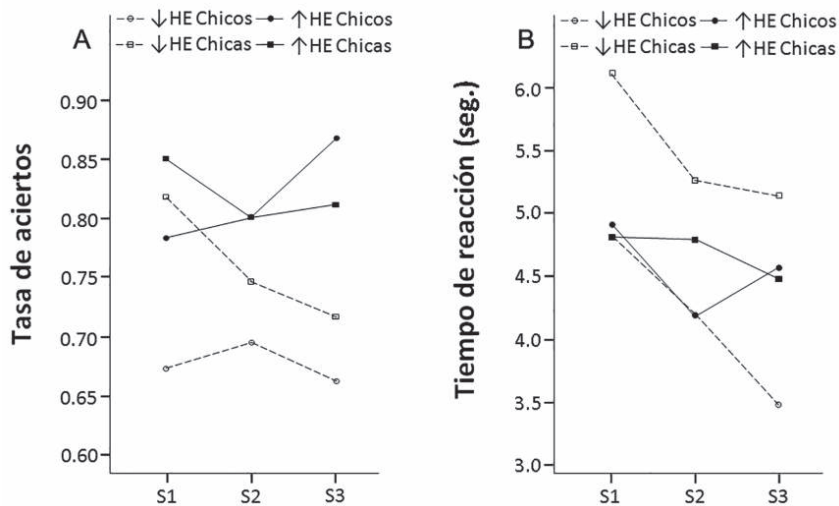 A
↓HE Chicos ↑HE Chicos
↓HE Chicas ↑HE Chicas
Tasa de aciertos
0.90
0.85
0.80
0.75
0.70
0.65
0.60
S1 S2 S3
B
↓HE Chicos ↑HE Chicos
↓HE Chicas ↑HE Chicas
Tiempo de reacción (seg.)
6.0
5.5
5.0
4.5
4.0
3.5
3.0
S1 S2 S3